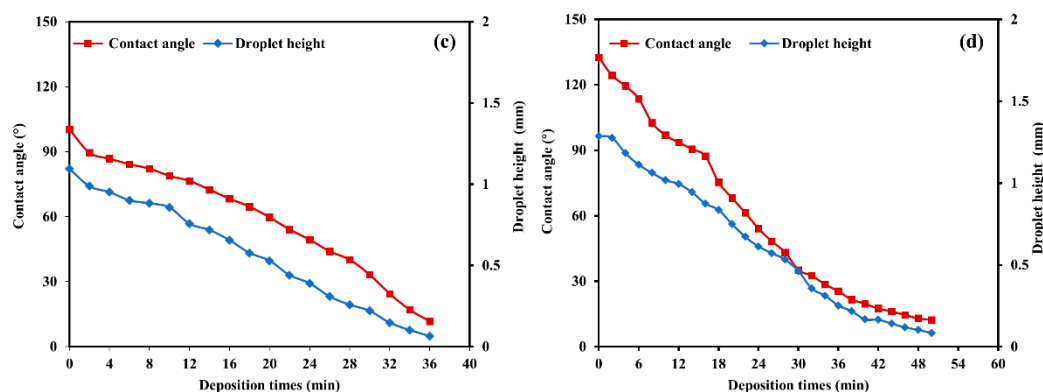 150
120
90
60
30
0
Contact angle (°)
Contact angle
Droplet height
(c)
2
1.5
1
0.5
0
Droplet height (mm)
0 4 8 12 16 20 24 28 32 36 40
Deposition times (min)
150
120
90
60
30
0
Contact angle (°)
Contact angle
Droplet height
(d)
2
1.5
1
0.5
0
Droplet height (mm)
0 6 12 18 24 30 36 42 48 54 60
Deposition times (min)